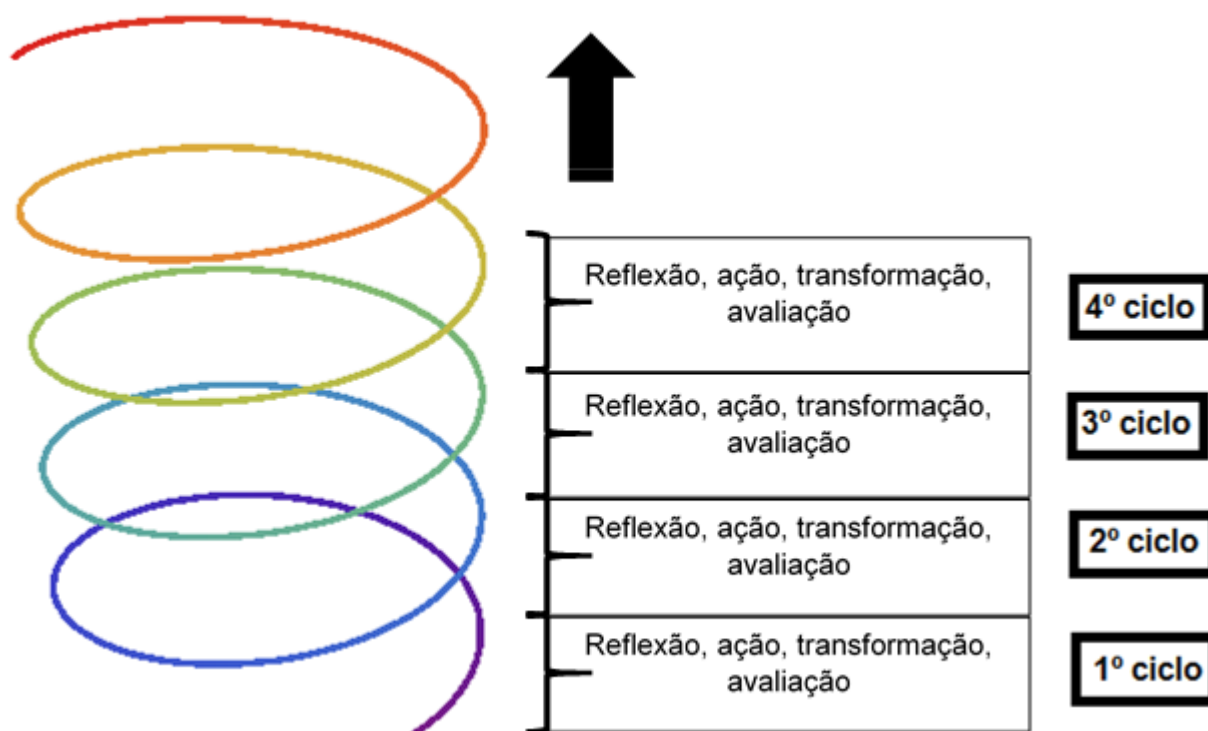 Reflexão, ação, transformação,
avaliação
4º ciclo
Reflexão, ação, transformação,
avaliação
3º ciclo
Reflexão, ação, transformação,
avaliação
2º ciclo
Reflexão, ação, transformação,
avaliação
1º ciclo